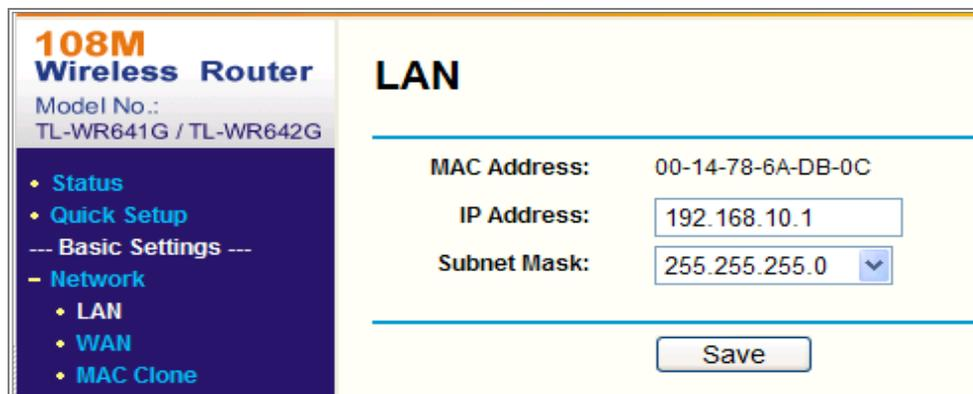 108M
Wireless Router
Model No.:
TL-WR641G / TL-WR642G
• Status
• Quick Setup
--- Basic Settings ---
– Network
• LAN
• WAN
• MAC Clone
LAN
MAC Address: 00-14-78-6A-DB-0C
IP Address: 192.168.10.1
Subnet Mask: 255.255.255.0
Save